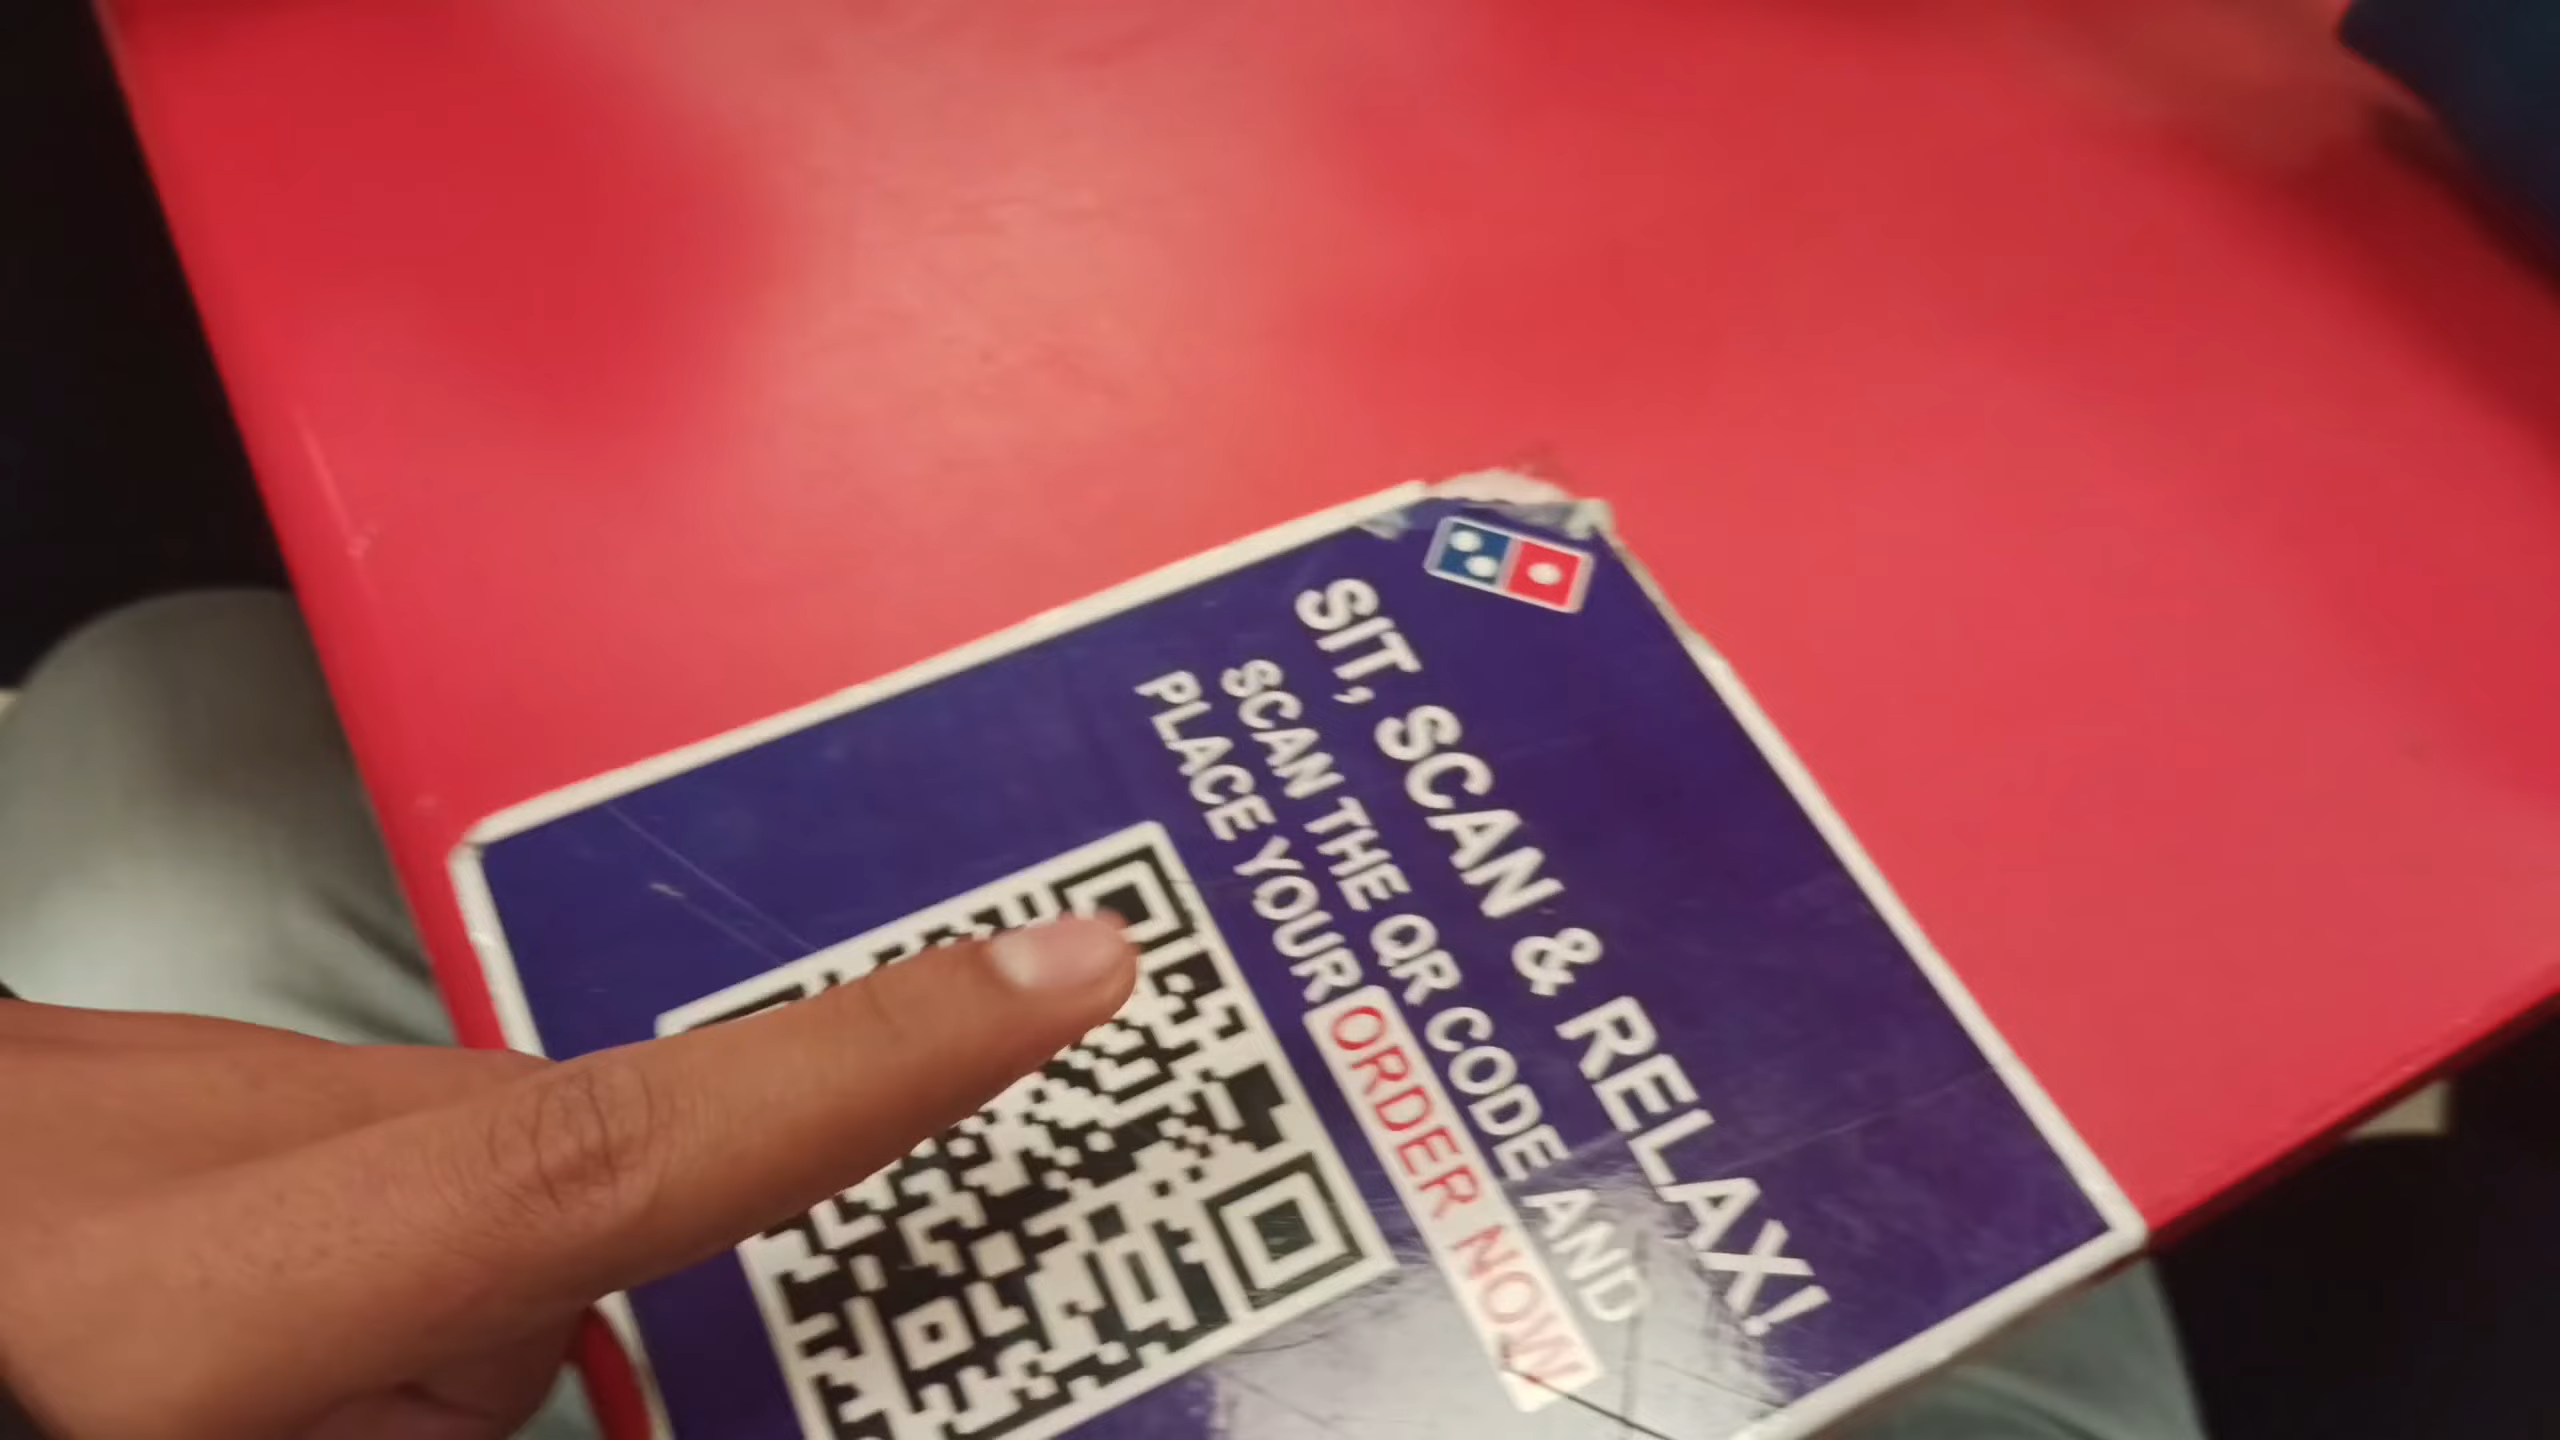 SIT, SCAN & RELAX!
SCAN THE QR CODE AND
PLACE YOUR ORDER NOW